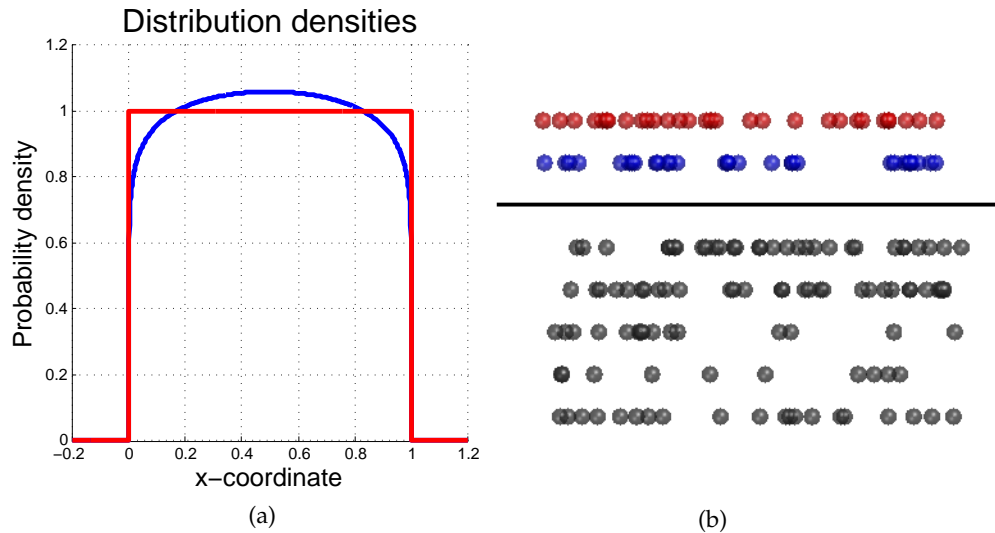 Distribution densities
1.2
1
0.8
0.6
0.4
0.2
0
Probability density
−0.2 0 0.2 0.4 0.6 0.8 1 1.2
x−coordinate
(a)
(b)